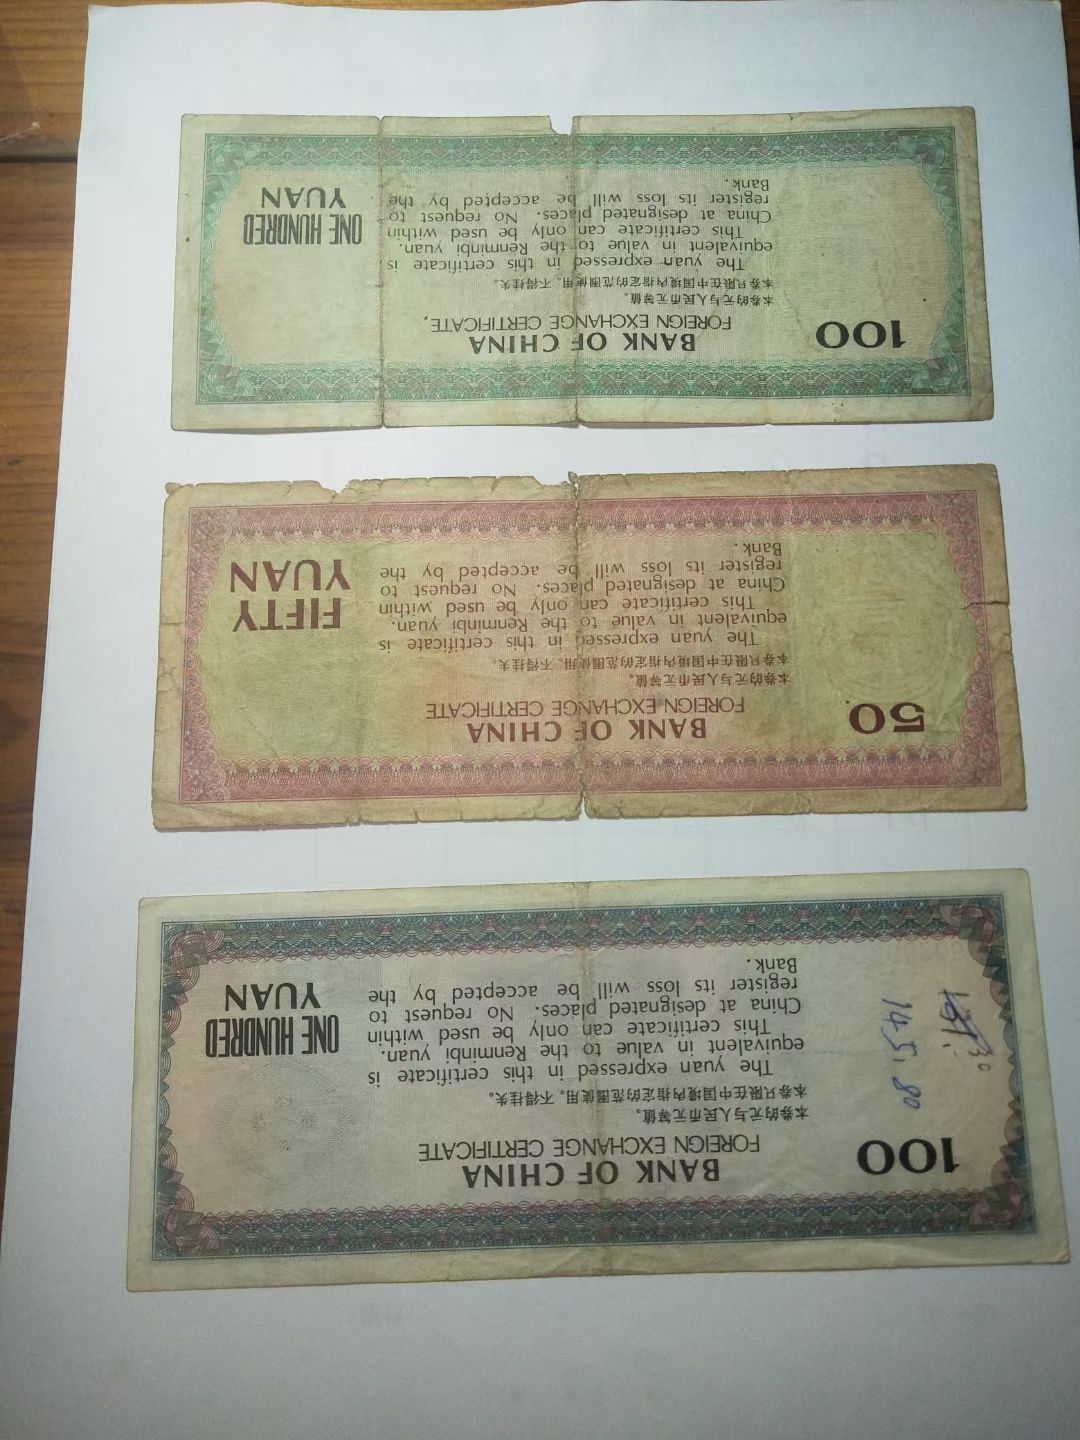 BANK OF CHINA
FOREIGN EXCHANGE CERTIFICATE.
100
本券的元与人民币元等值。
本券只限在中国境内指定的范围使用。不得挂失。
The yuan expressed in this certificate is
equivalent in value to the Renminbi yuan.
This certificate can only be used within
China at designated places. No request to
register its loss will be accepted by the
Bank.
ONE HUNDRED
YUAN
BANK OF CHINA
FOREIGN EXCHANGE CERTIFICATE
50
本券的元与人民币元等值。
本券只限在中国境内指定的范围使用。不得挂失。
The yuan expressed in this certificate is
equivalent in value to the Renminbi yuan.
This certificate can only be used within
China at designated places. No request to
register its loss will be accepted by the
Bank.
FIFTY
YUAN
BANK OF CHINA
FOREIGN EXCHANGE CERTIFICATE
100
本券的元与人民币元等值。
本券只限在中国境内指定的范围使用。不得挂失。
The yuan expressed in this certificate is
equivalent in value to the Renminbi yuan.
This certificate can only be used within
China at designated places. No request to
register its loss will be accepted by the
Bank.
ONE HUNDRED
YUAN
145.80